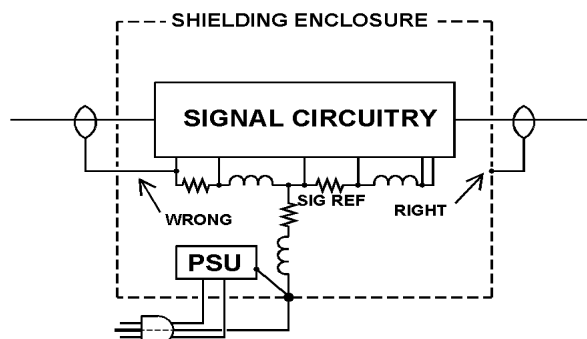 SHIELDING ENCLOSURE
SIGNAL CIRCUITRY
SIG REF
WRONG
RIGHT
PSU